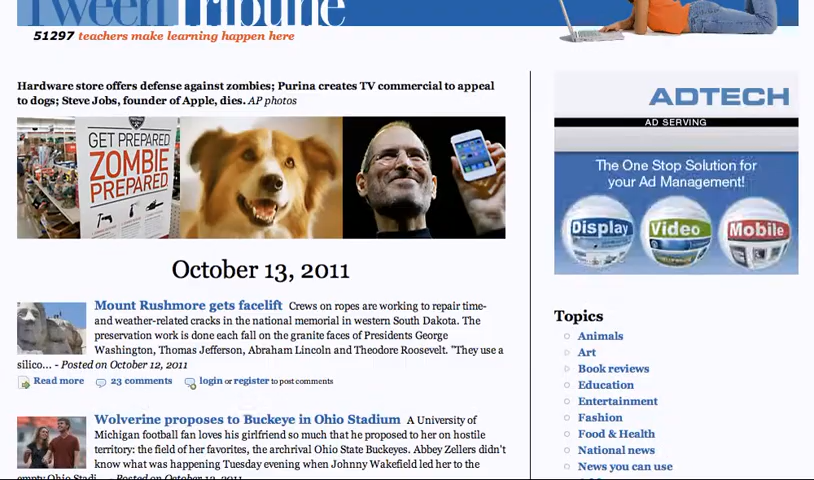 TweenTribune
51297 teachers make learning happen here
Hardware store offers defense against zombies; Purina creates TV commercial to appeal
to dogs; Steve Jobs, founder of Apple, dies. AP photos
GET PREPARED
ZOMBIE
PREPARED
October 13, 2011
Mount Rushmore gets facelift Crews on ropes are working to repair time-
and weather-related cracks in the national memorial in western South Dakota. The
preservation work is done each fall on the granite faces of Presidents George
Washington, Thomas Jefferson, Abraham Lincoln and Theodore Roosevelt. "They use a
silico... - Posted on October 12, 2011
Read more 23 comments login or register to post comments
Wolverine proposes to Buckeye in Ohio Stadium A University of
Michigan football fan loves his girlfriend so much that he proposed to her on hostile
territory: the field of her favorites, the archrival Ohio State Buckeyes. Abbey Zellers didn't
know what was happening Tuesday evening when Johnny Wakefield led her to the
empty Ohio Stadi... - Posted on October 12, 2011
ADTECH
AD SERVING
The One Stop Solution for
your Ad Management!
Display Video Mobile
Topics
Animals
Art
Book reviews
Education
Entertainment
Fashion
Food & Health
National news
News you can use